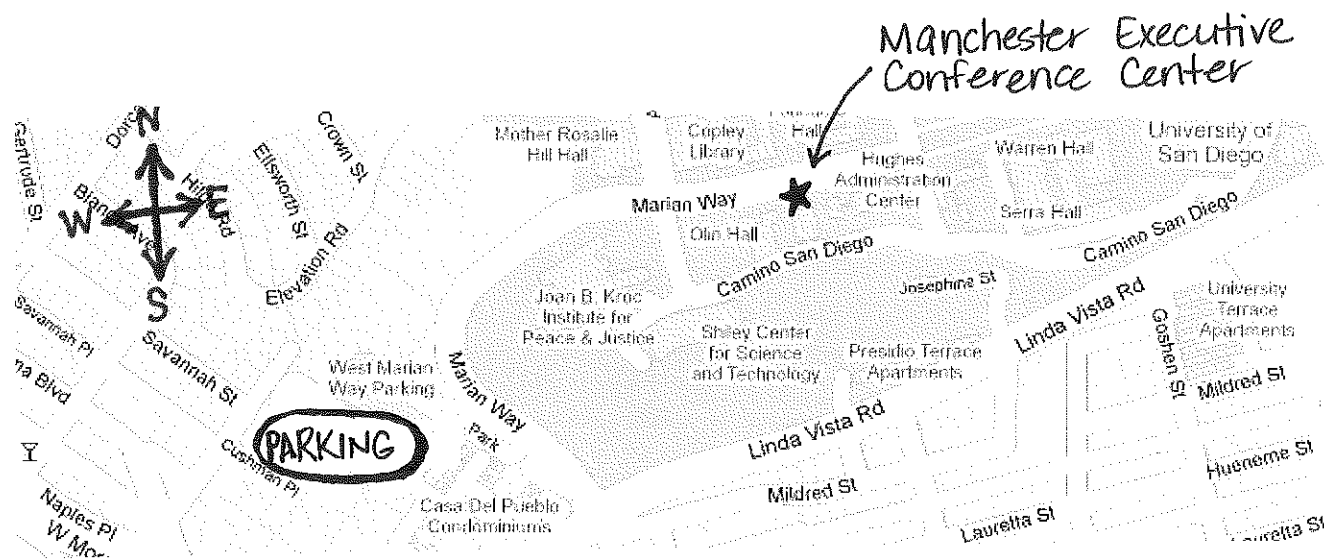 Manchester Executive
Conference Center
N
W
E
S
Gertrude St
Ellsworth St
Crown St
Elevation Rd
Savannah Pl
Savannah St
Cushman Pl
Naples Pl
Mother Rosalie
Hill Hall
Copley
Library
Hall
Hughes
Administration
Center
Warren Hall
University of
San Diego
Marian Way
Olin Hall
Serra Hall
Camino San Diego
Camino San Diego
Josephine St
Joan B. Kroc
Institute for
Peace & Justice
Shiley Center
for Science
and Technology
Presidio Terrace
Apartments
Linda Vista Rd
Goshen St
University
Terrace
Apartments
West Marian
Way Parking
Marian Way
PARKING
Park
Linda Vista Rd
Mildred St
Mildred St
Hueneme St
Casa Del Pueblo
Condominiums
Lauretta St